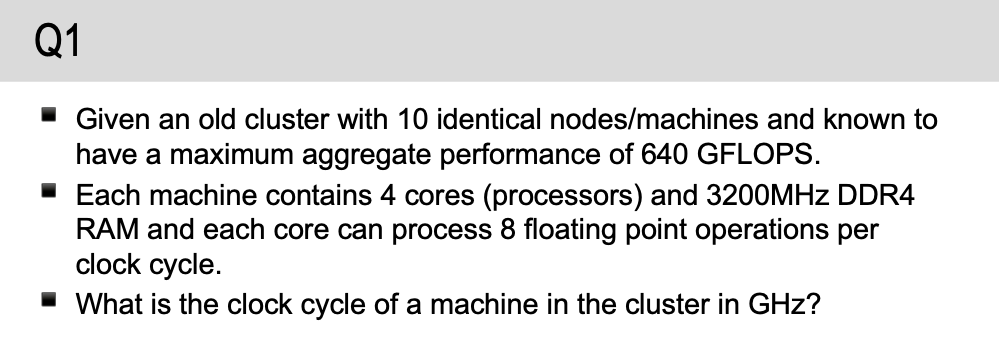 Q1
▪ Given an old cluster with 10 identical nodes/machines and known to
have a maximum aggregate performance of 640 GFLOPS.
▪ Each machine contains 4 cores (processors) and 3200MHz DDR4
RAM and each core can process 8 floating point operations per
clock cycle.
▪ What is the clock cycle of a machine in the cluster in GHz?